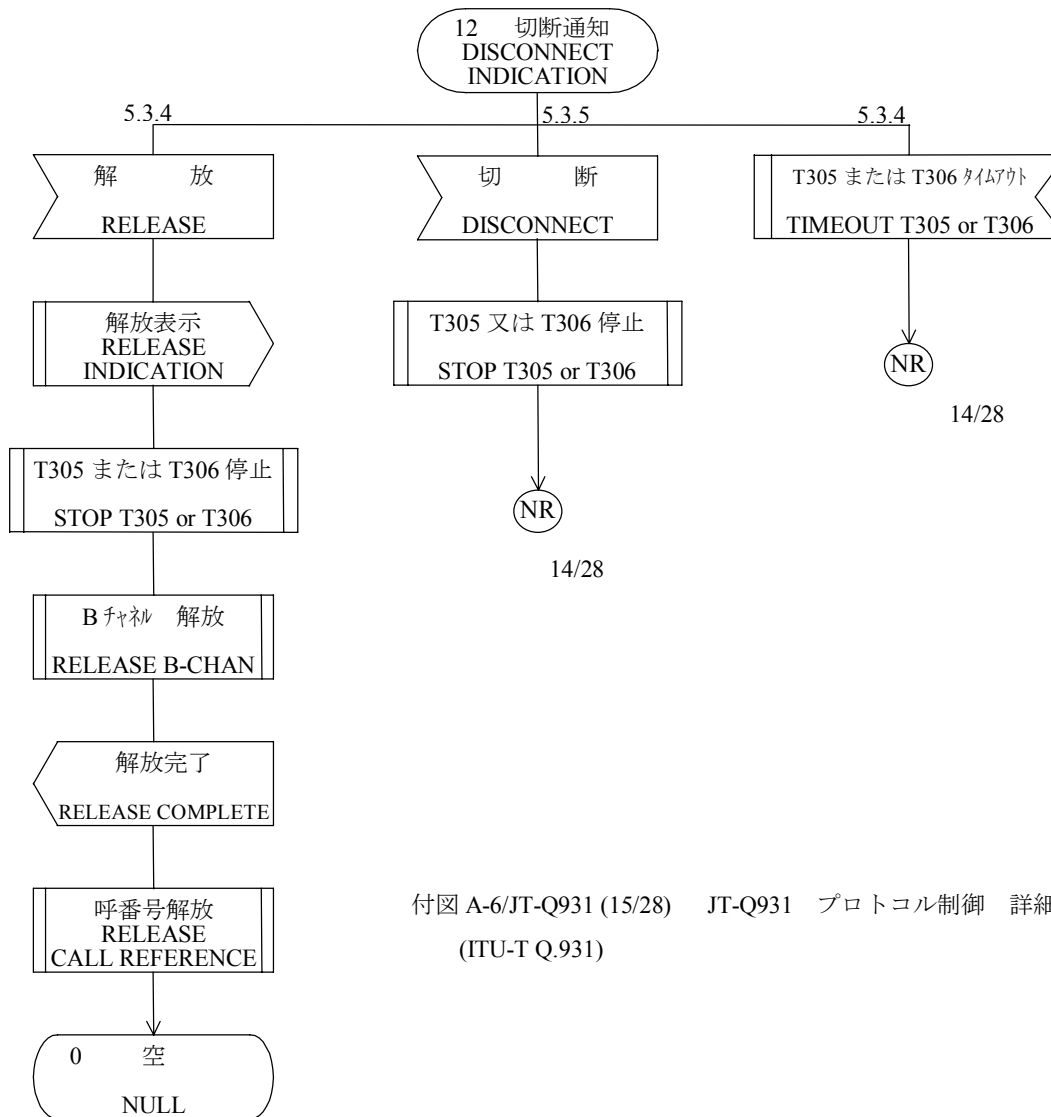 12 切断通知
DISCONNECT
INDICATION
5.3.4
5.3.5
5.3.4
解 放
RELEASE
切 断
DISCONNECT
T305 または T306 ﾀｲﾑｱｳﾄ
TIMEOUT T305 or T306
解放表示
RELEASE
INDICATION
T305 又は T306 停止
STOP T305 or T306
NR
14/28
T305 または T306 停止
STOP T305 or T306
NR
14/28
B ﾁｬﾈﾙ 解放
RELEASE B-CHAN
解放完了
RELEASE COMPLETE
呼番号解放
RELEASE
CALL REFERENCE
付図 A-6/JT-Q931 (15/28) JT-Q931 プロトコル制御 詳細
(ITU-T Q.931)
0 空
NULL